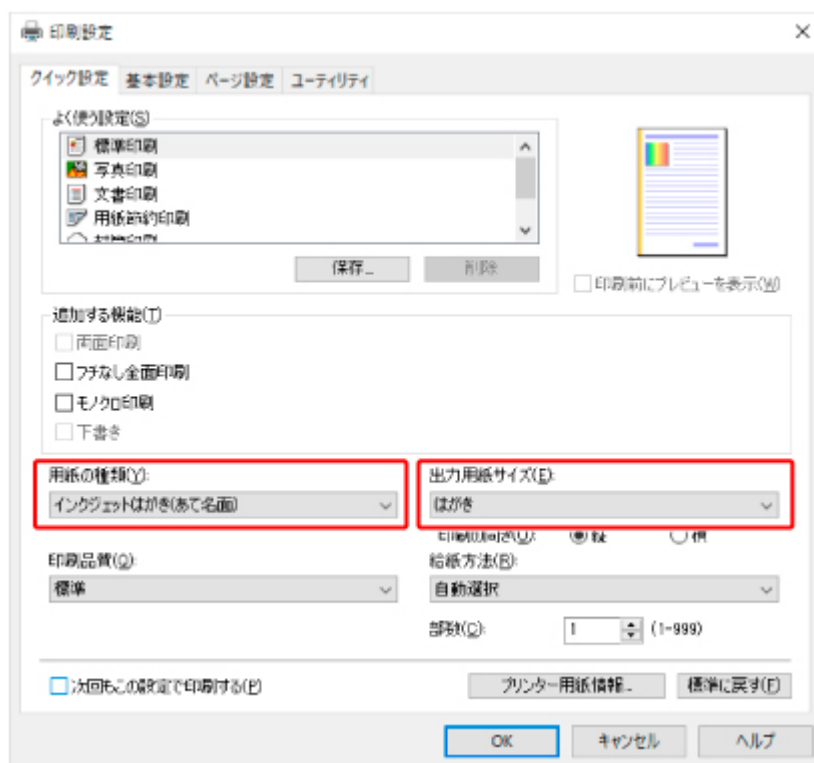 印刷設定
クイック設定 基本設定 ページ設定 ユーティリティ
よく使う設定(S)
標準印刷
写真印刷
文書印刷
用紙節約印刷
封筒印刷
保存...
削除
印刷前にプレビューを表示(W)
追加する機能(T)
両面印刷
フチなし全面印刷
モノクロ印刷
下書き
用紙の種類(Y):
インクジェットはがき(あて名面)
出力用紙サイズ(E):
はがき
印刷の向き(U): 縦 横
印刷品質(Q):
標準
給紙方法(R):
自動選択
部数(C): 1 (1-999)
次回もこの設定で印刷する(P)
プリンター用紙情報...
標準に戻す(F)
OK
キャンセル
ヘルプ